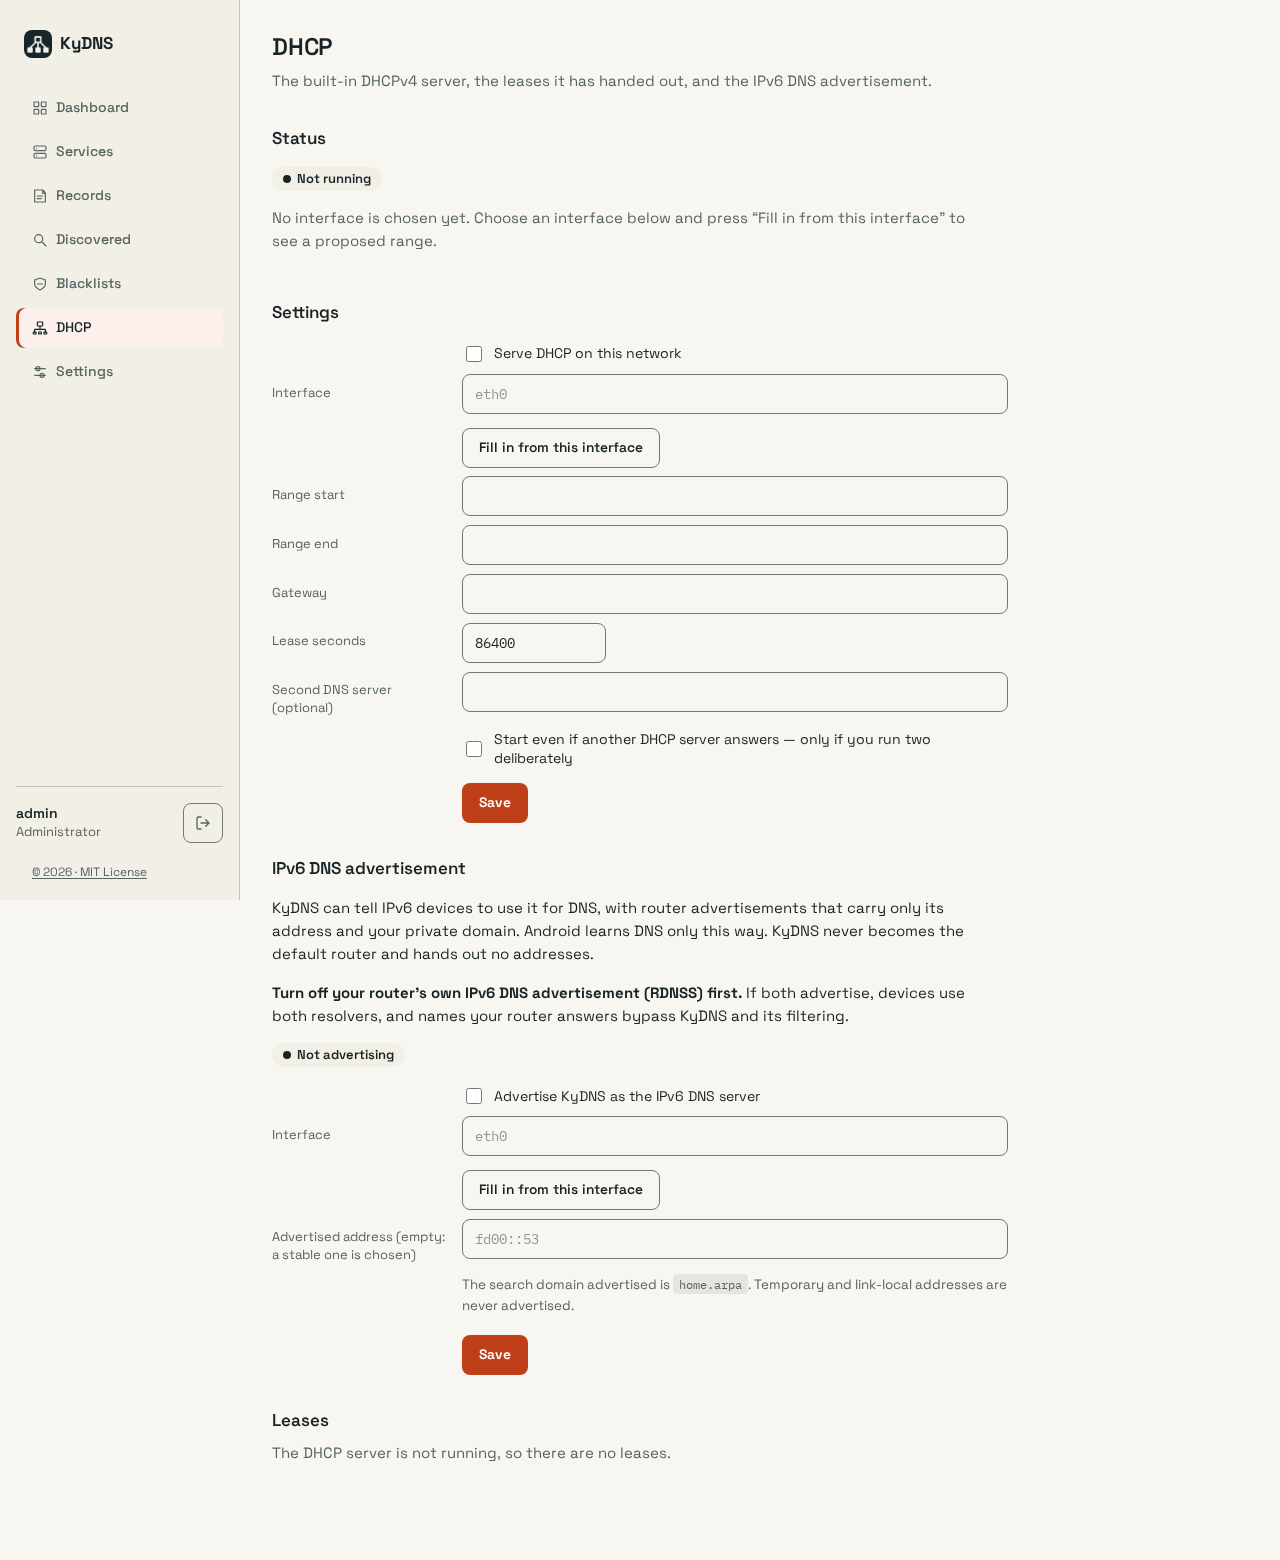 KyDNS
Dashboard
Services
Records
Discovered
Blacklists
DHCP
Settings
admin
Administrator
© 2026 · MIT License
DHCP
The built-in DHCPv4 server, the leases it has handed out, and the IPv6 DNS advertisement.
Status
Not running
No interface is chosen yet. Choose an interface below and press “Fill in from this interface” to
see a proposed range.
Settings
Serve DHCP on this network
Interface
eth0
Fill in from this interface
Range start
Range end
Gateway
Lease seconds
86400
Second DNS server
(optional)
Start even if another DHCP server answers — only if you run two
deliberately
Save
IPv6 DNS advertisement
KyDNS can tell IPv6 devices to use it for DNS, with router advertisements that carry only its
address and your private domain. Android learns DNS only this way. KyDNS never becomes the
default router and hands out no addresses.
Turn off your router’s own IPv6 DNS advertisement (RDNSS) first. If both advertise, devices use
both resolvers, and names your router answers bypass KyDNS and its filtering.
Not advertising
Advertise KyDNS as the IPv6 DNS server
Interface
eth0
Fill in from this interface
Advertised address (empty:
a stable one is chosen)
fd00::53
The search domain advertised is home.arpa. Temporary and link-local addresses are
never advertised.
Save
Leases
The DHCP server is not running, so there are no leases.